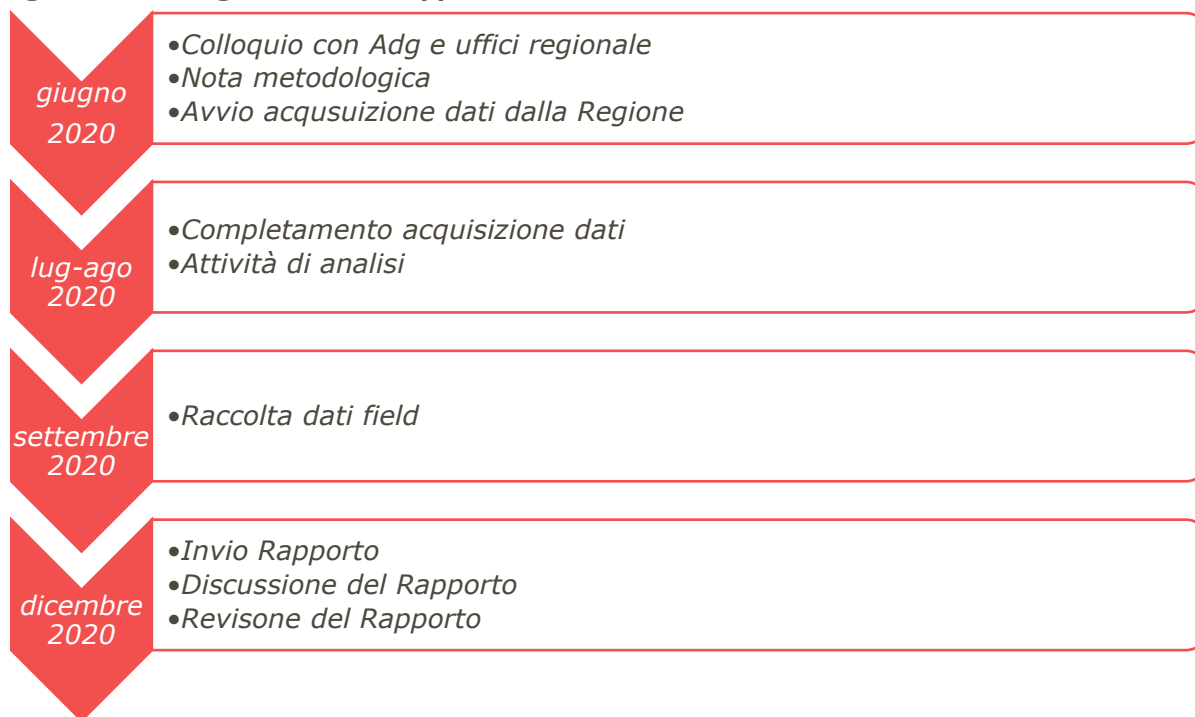 giugno
2020
•Colloquio con Adg e uffici regionale
•Nota metodologica
•Avvio acqusuizione dati dalla Regione
lug-ago
2020
•Completamento acquisizione dati
•Attività di analisi
settembre
2020
•Raccolta dati field
dicembre
2020
•Invio Rapporto
•Discussione del Rapporto
•Revisone del Rapporto